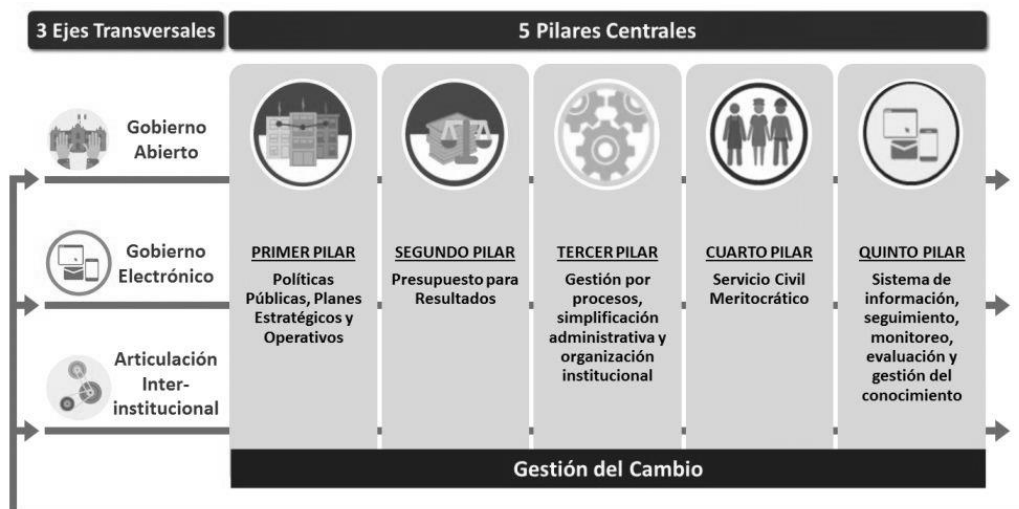 3 Ejes Transversales
5 Pilares Centrales
Gobierno
Abierto
Gobierno
Electrónico
Articulación
Inter-
institucional
PRIMER PILAR
Políticas
Públicas, Planes
Estratégicos y
Operativos
SEGUNDO PILAR
Presupuesto para
Resultados
TERCER PILAR
Gestión por
procesos,
simplificación
administrativa y
organización
institucional
CUARTO PILAR
Servicio Civil
Meritocrático
QUINTO PILAR
Sistema de
información,
seguimiento,
monitoreo,
evaluación y
gestión del
conocimiento
Gestión del Cambio